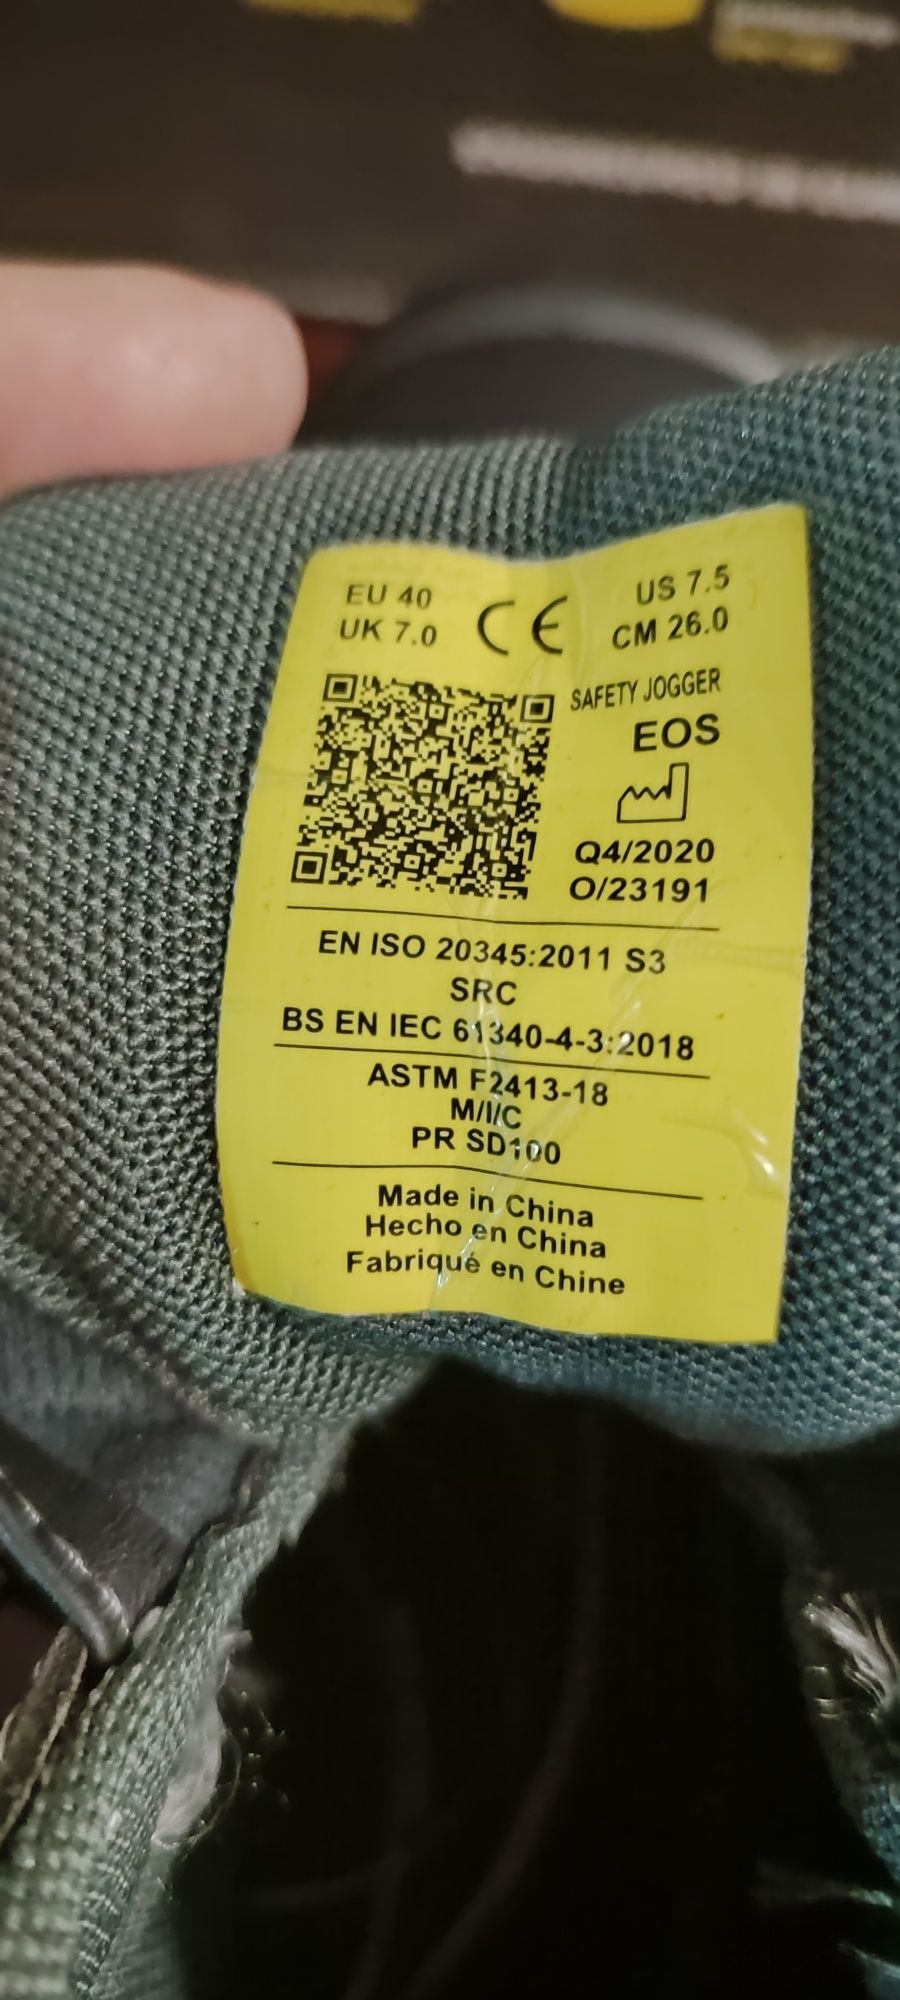 EU 40
UK 7.0
CE
US 7.5
CM 26.0
SAFETY JOGGER
EOS
Q4/2020
O/23191
EN ISO 20345:2011 S3
SRC
BS EN IEC 61340-4-3:2018
ASTM F2413-18
M/I/C
PR SD100
Made in China
Hecho en China
Fabriqué en Chine